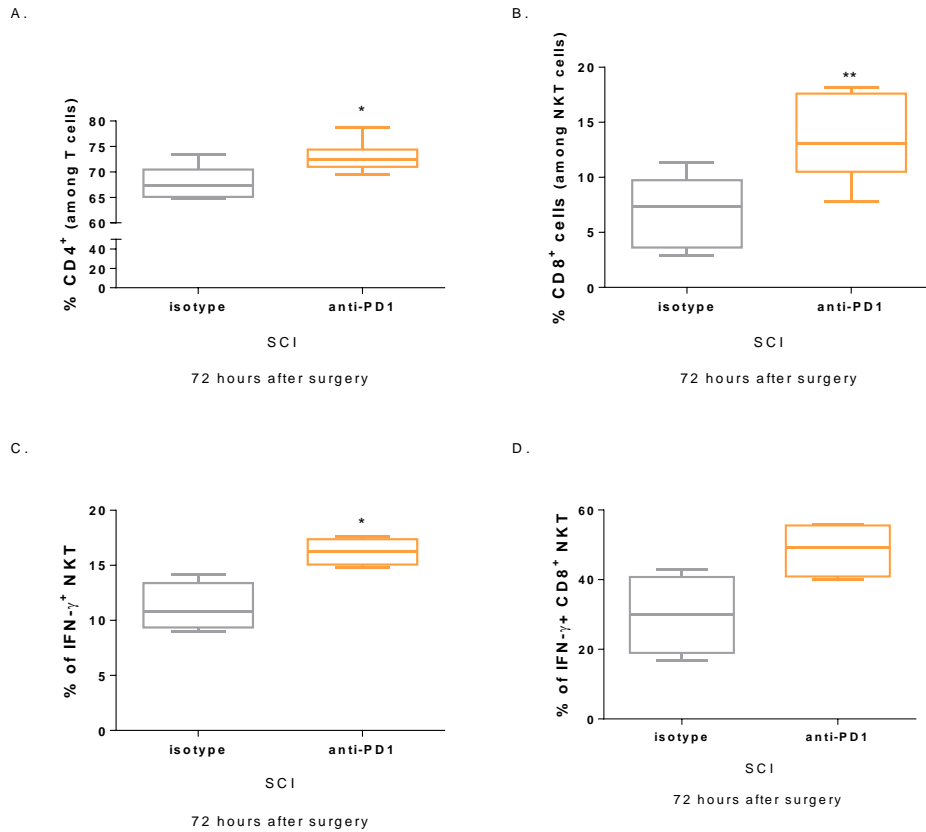 A.
% CD4+ (among T cells)
80
75
70
65
60
40
20
0
*
isotype
anti-PD1
SCI
72 hours after surgery
B.
% CD8+ cells (among NKT cells)
20
15
10
5
0
**
isotype
anti-PD1
SCI
72 hours after surgery
C.
% of IFN-γ+ NKT
20
15
10
5
0
*
isotype
anti-PD1
SCI
72 hours after surgery
D.
% of IFN-γ+ CD8+ NKT
60
40
20
0
isotype
anti-PD1
SCI
72 hours after surgery